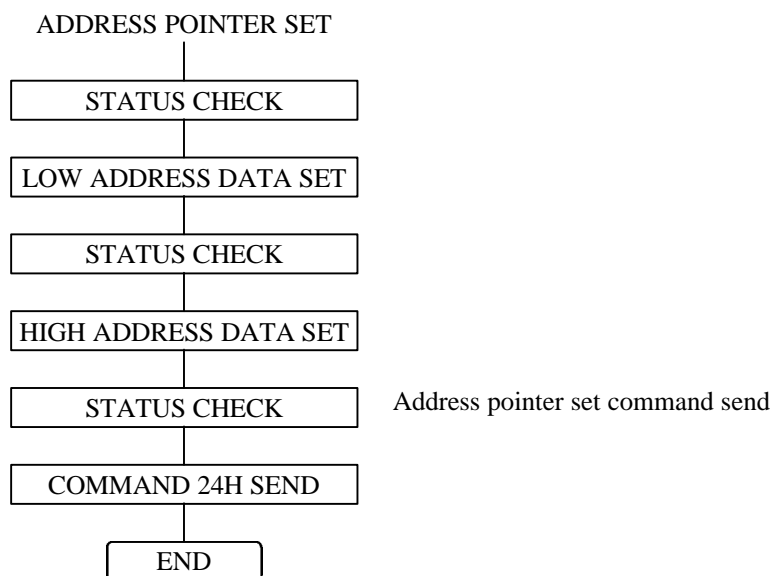 ADDRESS POINTER SET
STATUS CHECK
LOW ADDRESS DATA SET
STATUS CHECK
HIGH ADDRESS DATA SET
STATUS CHECK
Address pointer set command send
COMMAND 24H SEND
END